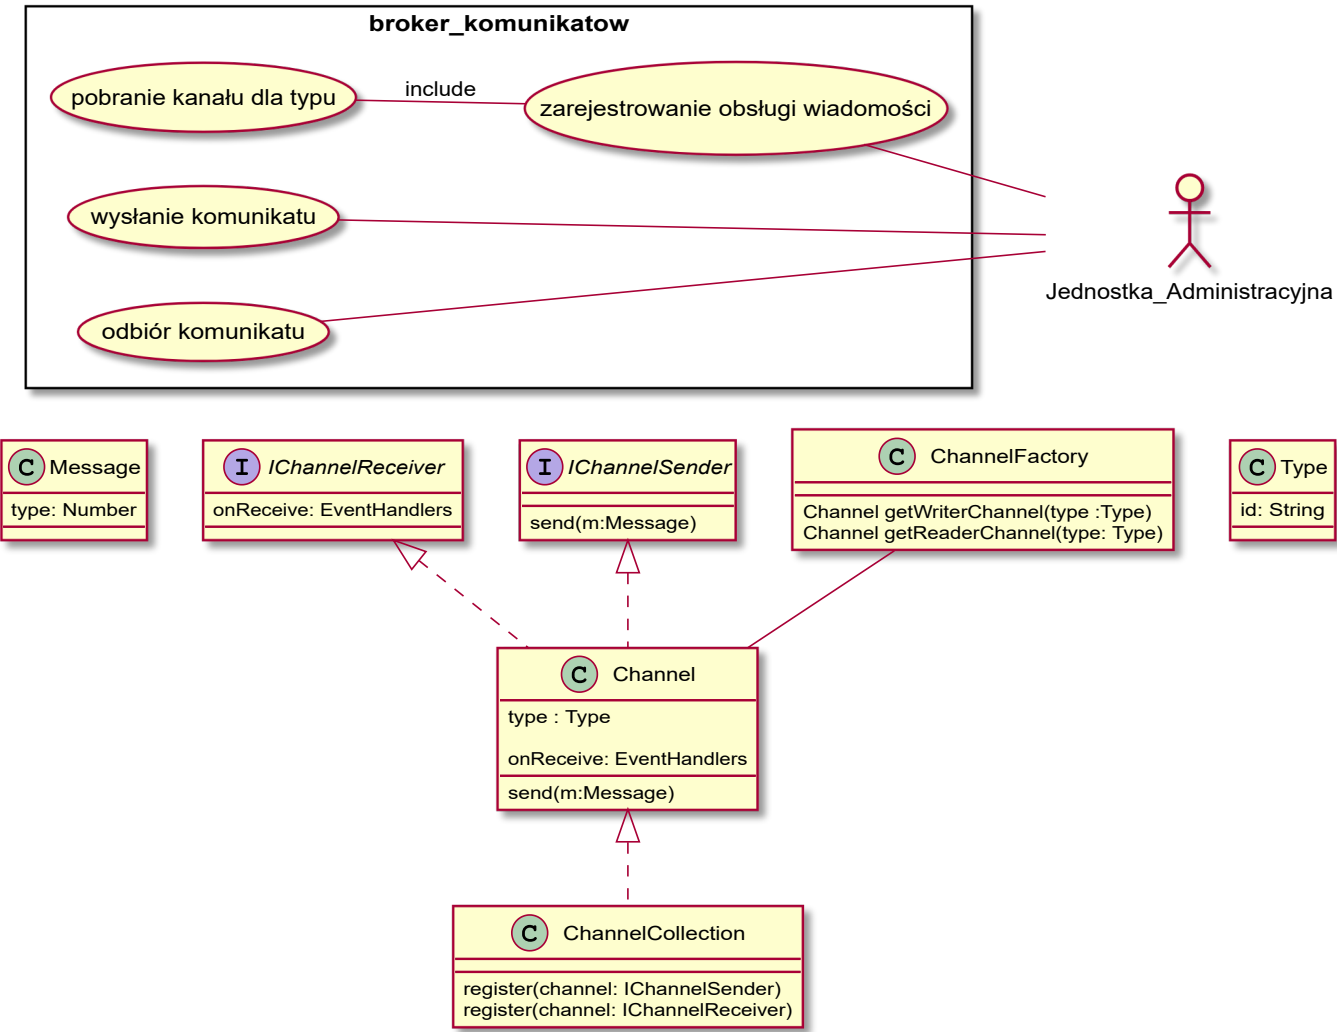 broker_komunikatow
pobranie kanału dla typu
include
zarejestrowanie obsługi wiadomości
wysłanie komunikatu
odbiór komunikatu
Jednostka_Administracyjna
C Message
type: Number
I IChannelReceiver
onReceive: EventHandlers
I IChannelSender
send(m:Message)
C ChannelFactory
Channel getWriterChannel(type :Type)
Channel getReaderChannel(type: Type)
C Type
id: String
C Channel
type : Type
onReceive: EventHandlers
send(m:Message)
C ChannelCollection
register(channel: IChannelSender)
register(channel: IChannelReceiver)